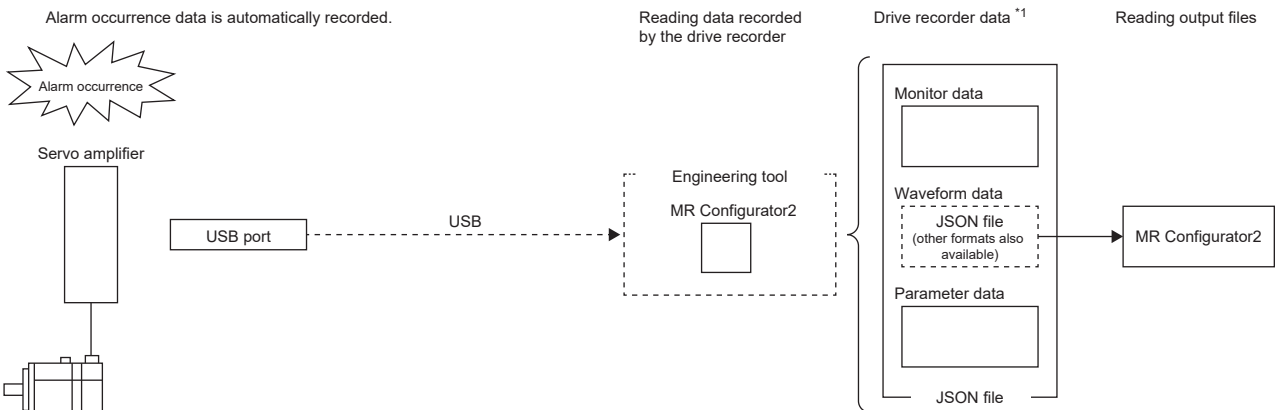 Alarm occurrence data is automatically recorded.
Reading data recorded
by the drive recorder
Drive recorder data *1
Reading output files
Alarm occurrence
Servo amplifier
USB port
USB
Engineering tool
MR Configurator2
Monitor data
Waveform data
JSON file
(other formats also
available)
Parameter data
JSON file
MR Configurator2